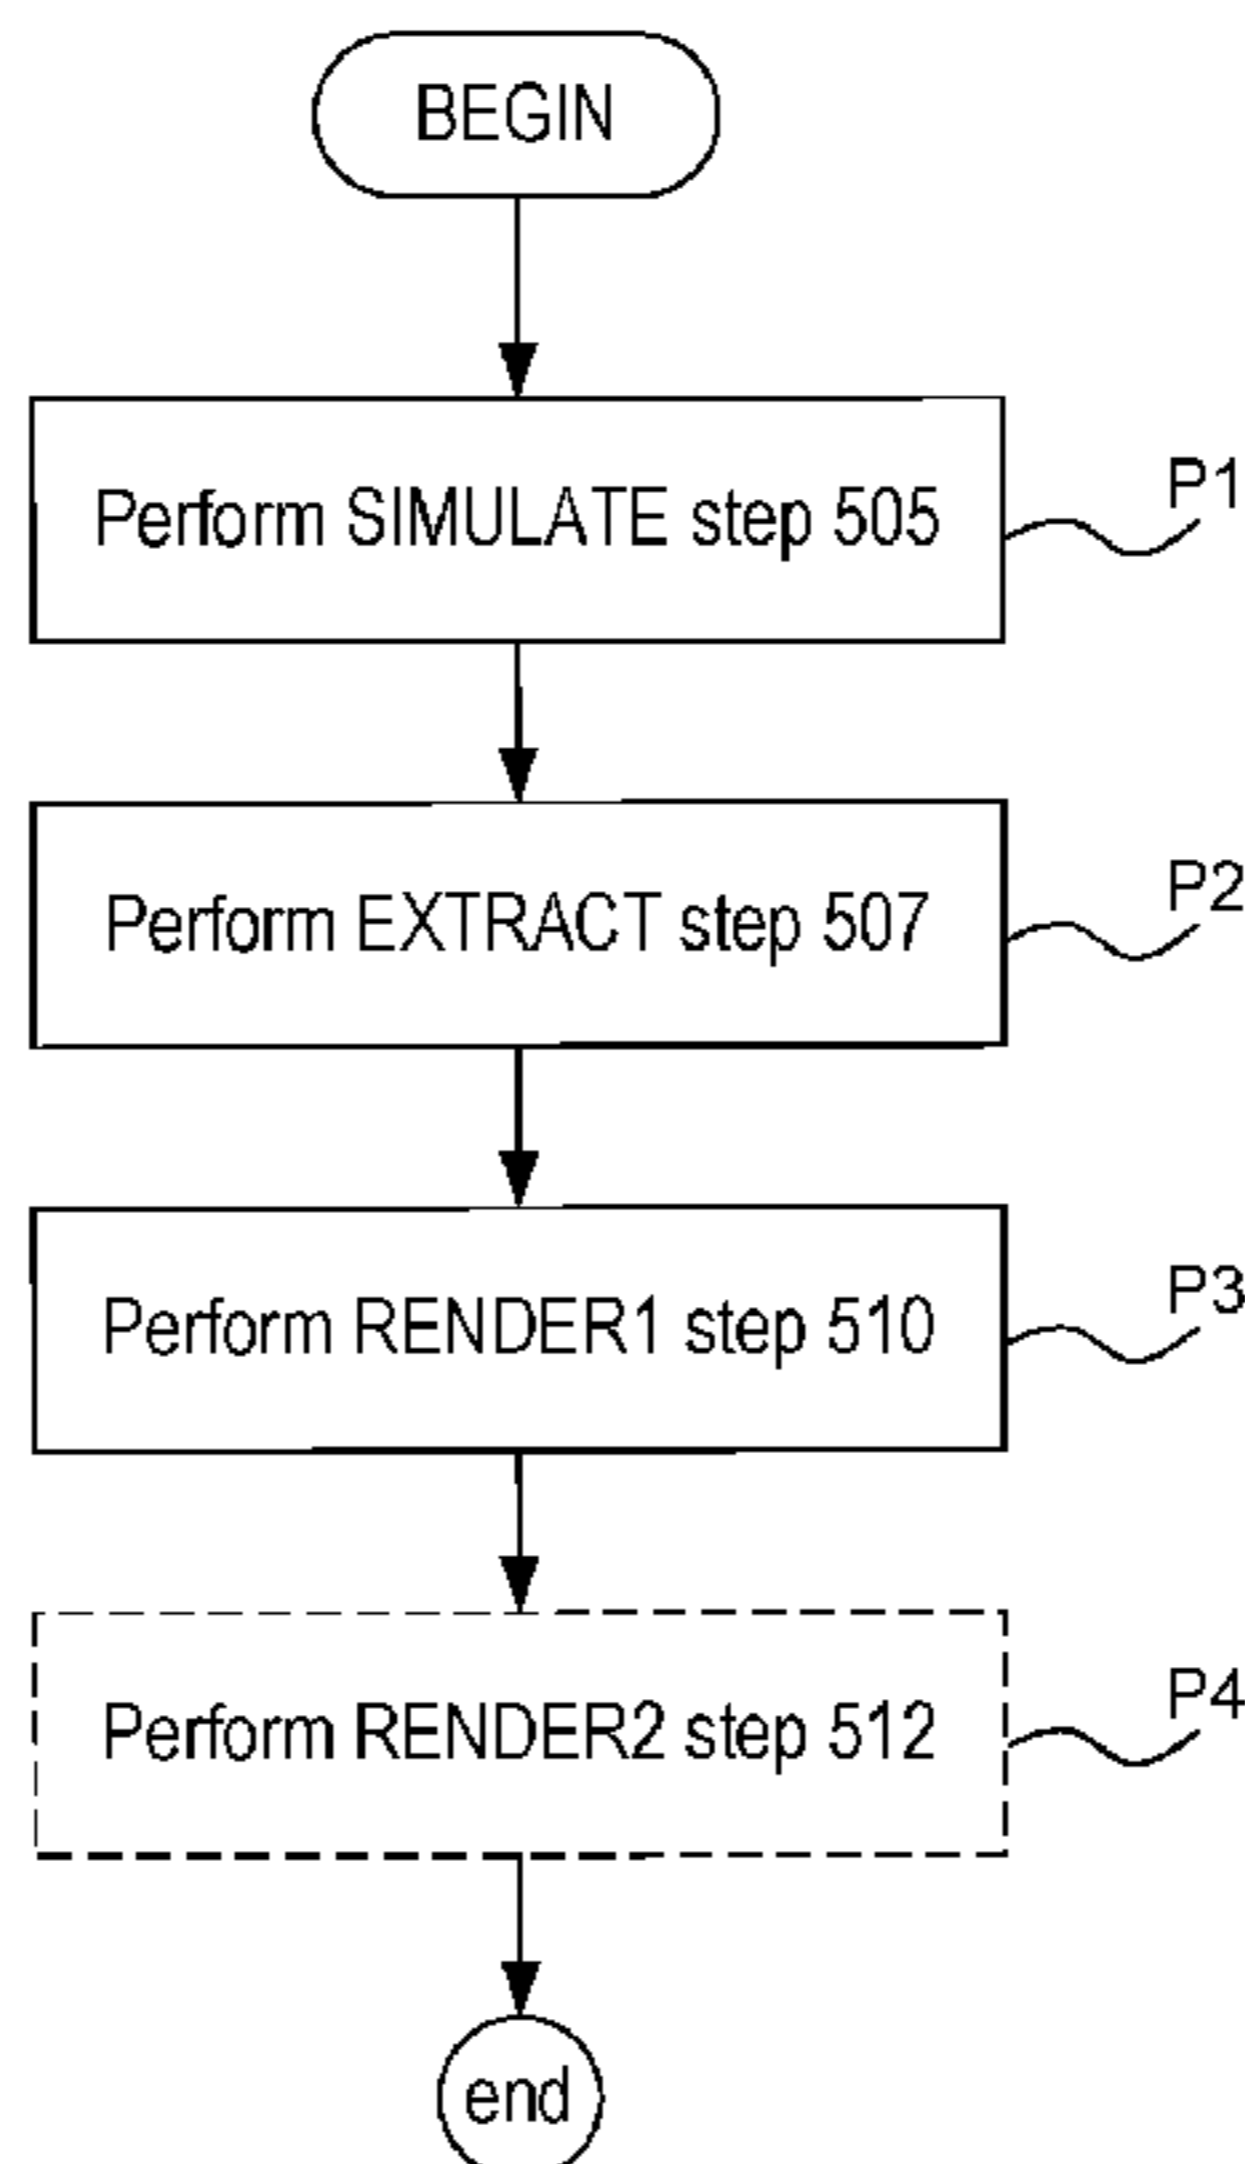 BEGIN
Perform SIMULATE step 505
P1
Perform EXTRACT step 507
P2
Perform RENDER1 step 510
P3
Perform RENDER2 step 512
P4
end